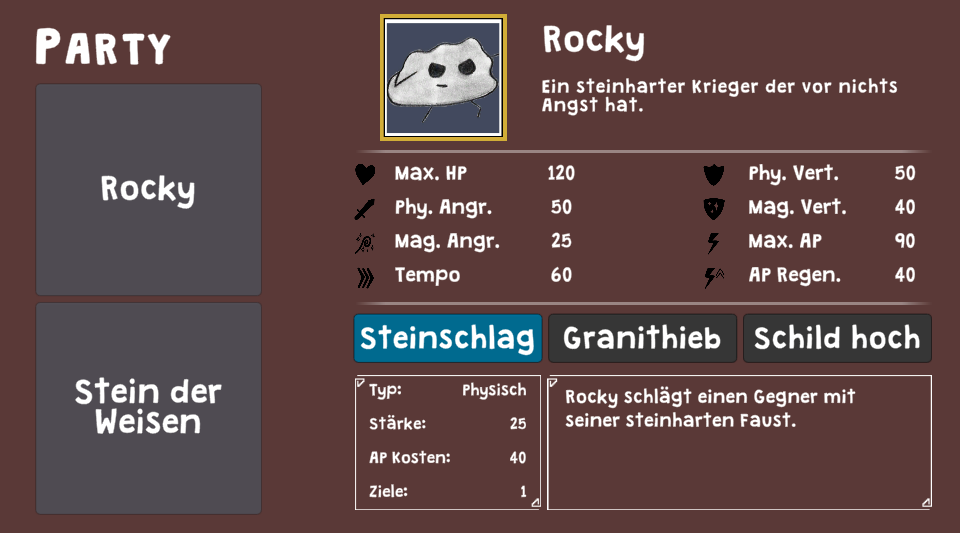 Party
Rocky
Stein der
Weisen
Rocky
Ein steinharter Krieger der vor nichts
Angst hat.
Max. HP 120
Phy. Angr. 50
Mag. Angr. 25
Tempo 60
Phy. Vert. 50
Mag. Vert. 40
Max. AP 90
AP Regen. 40
Steinschlag
Granithieb
Schild hoch
Typ: Physisch
Stärke: 25
AP Kosten: 40
Ziele: 1
Rocky schlägt einen Gegner mit
seiner steinharten Faust.